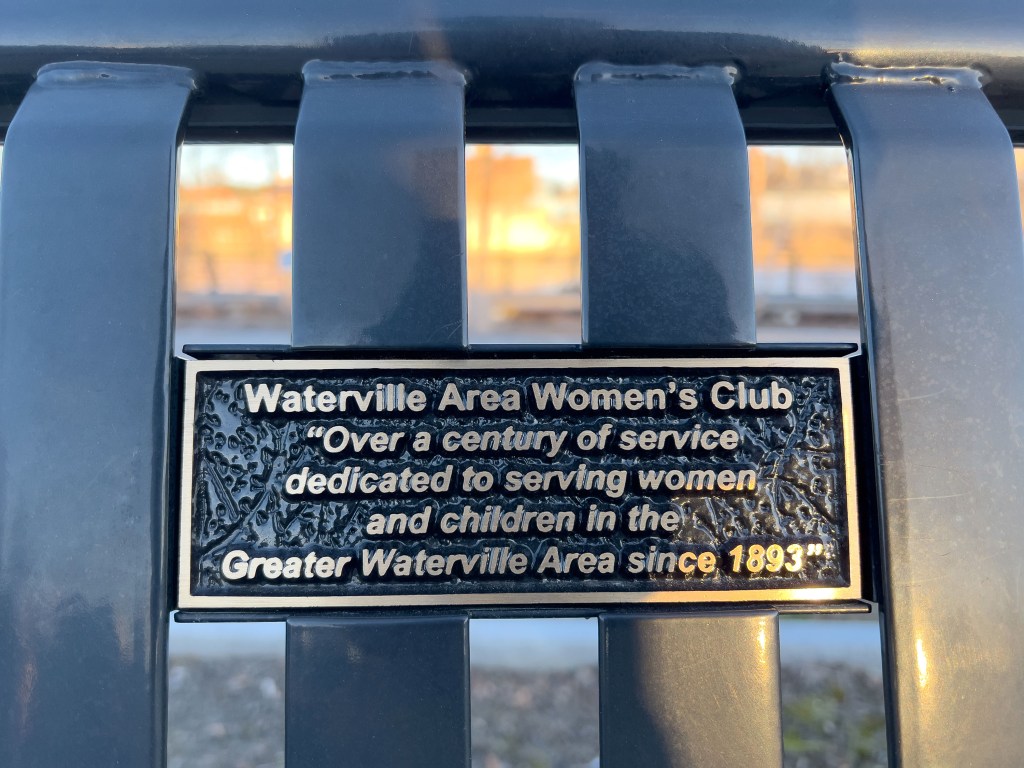 Waterville Area Women's Club
“Over a century of service
dedicated to serving women
and children in the
Greater Waterville Area since 1893”